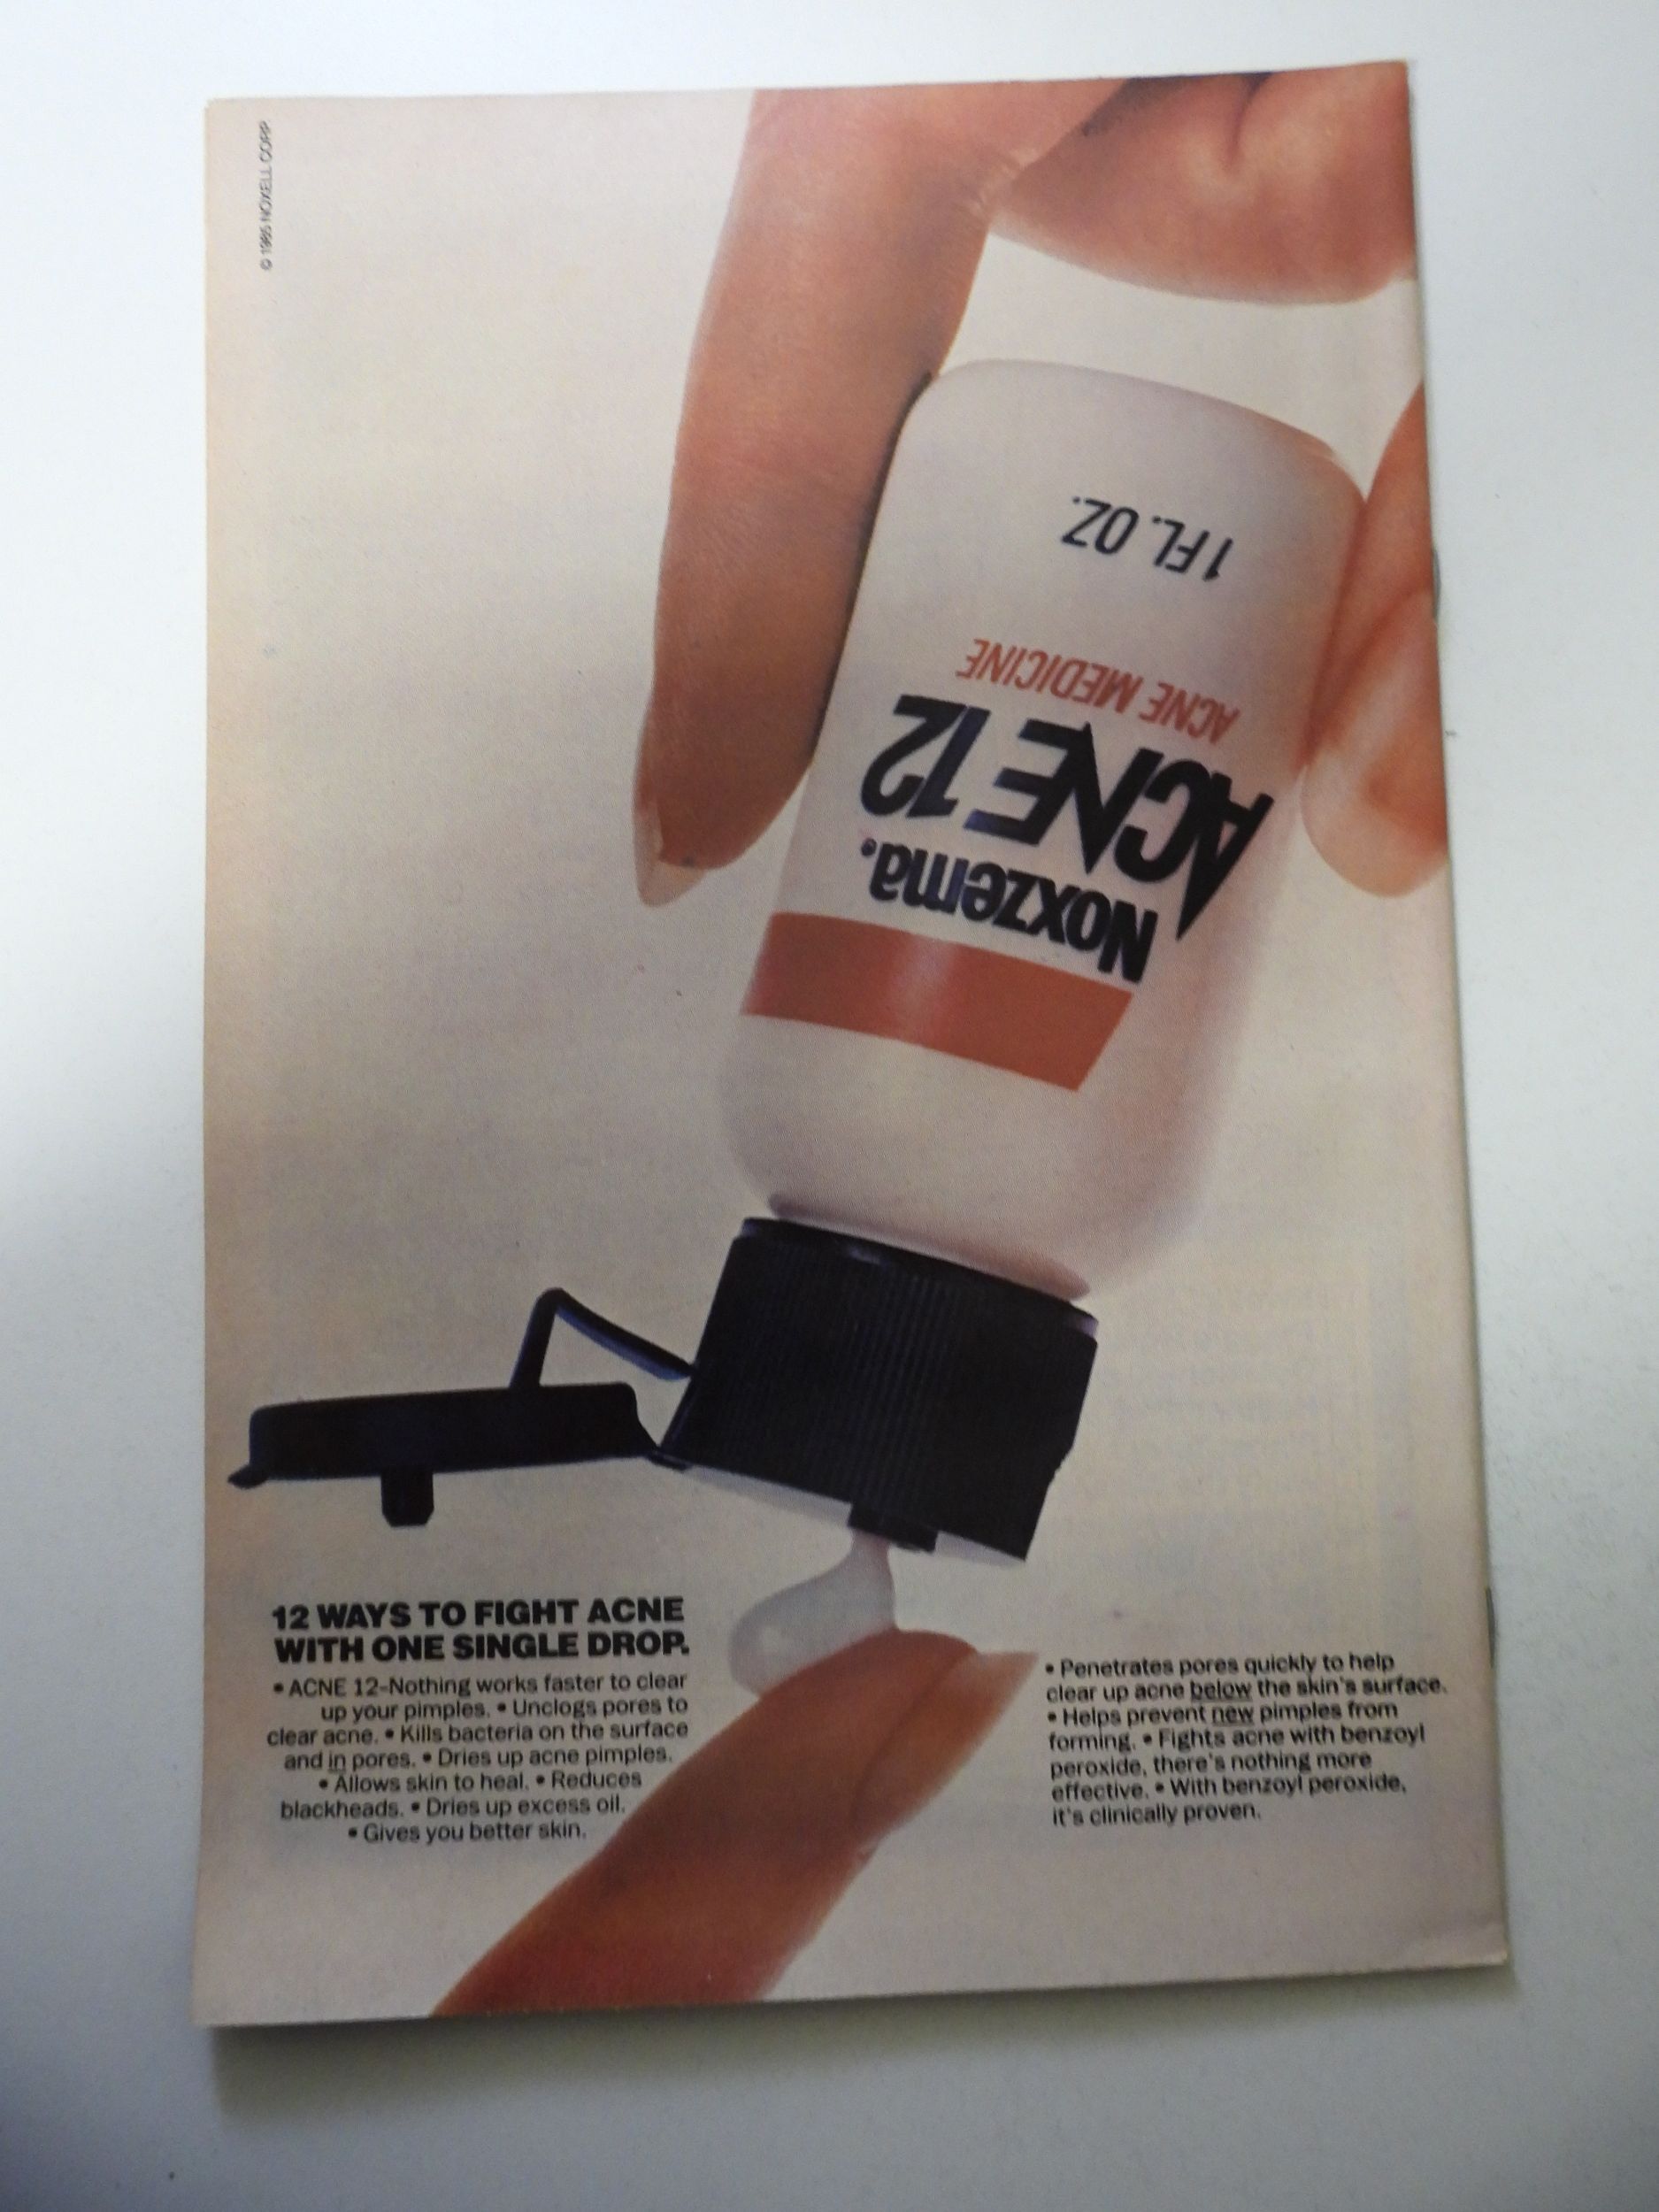 © 1985 NOXELL CORP
1 FL. OZ.
ACNE MEDICINE
ACNE 12
Noxzema.
12 WAYS TO FIGHT ACNE
WITH ONE SINGLE DROP.
• ACNE 12–Nothing works faster to clear
up your pimples. • Unclogs pores to
clear acne. • Kills bacteria on the surface
and in pores. • Dries up acne pimples.
• Allows skin to heal. • Reduces
blackheads. • Dries up excess oil.
• Gives you better skin.
• Penetrates pores quickly to help
clear up acne below the skin's surface.
• Helps prevent new pimples from
forming. • Fights acne with benzoyl
peroxide, there's nothing more
effective. • With benzoyl peroxide,
it's clinically proven.